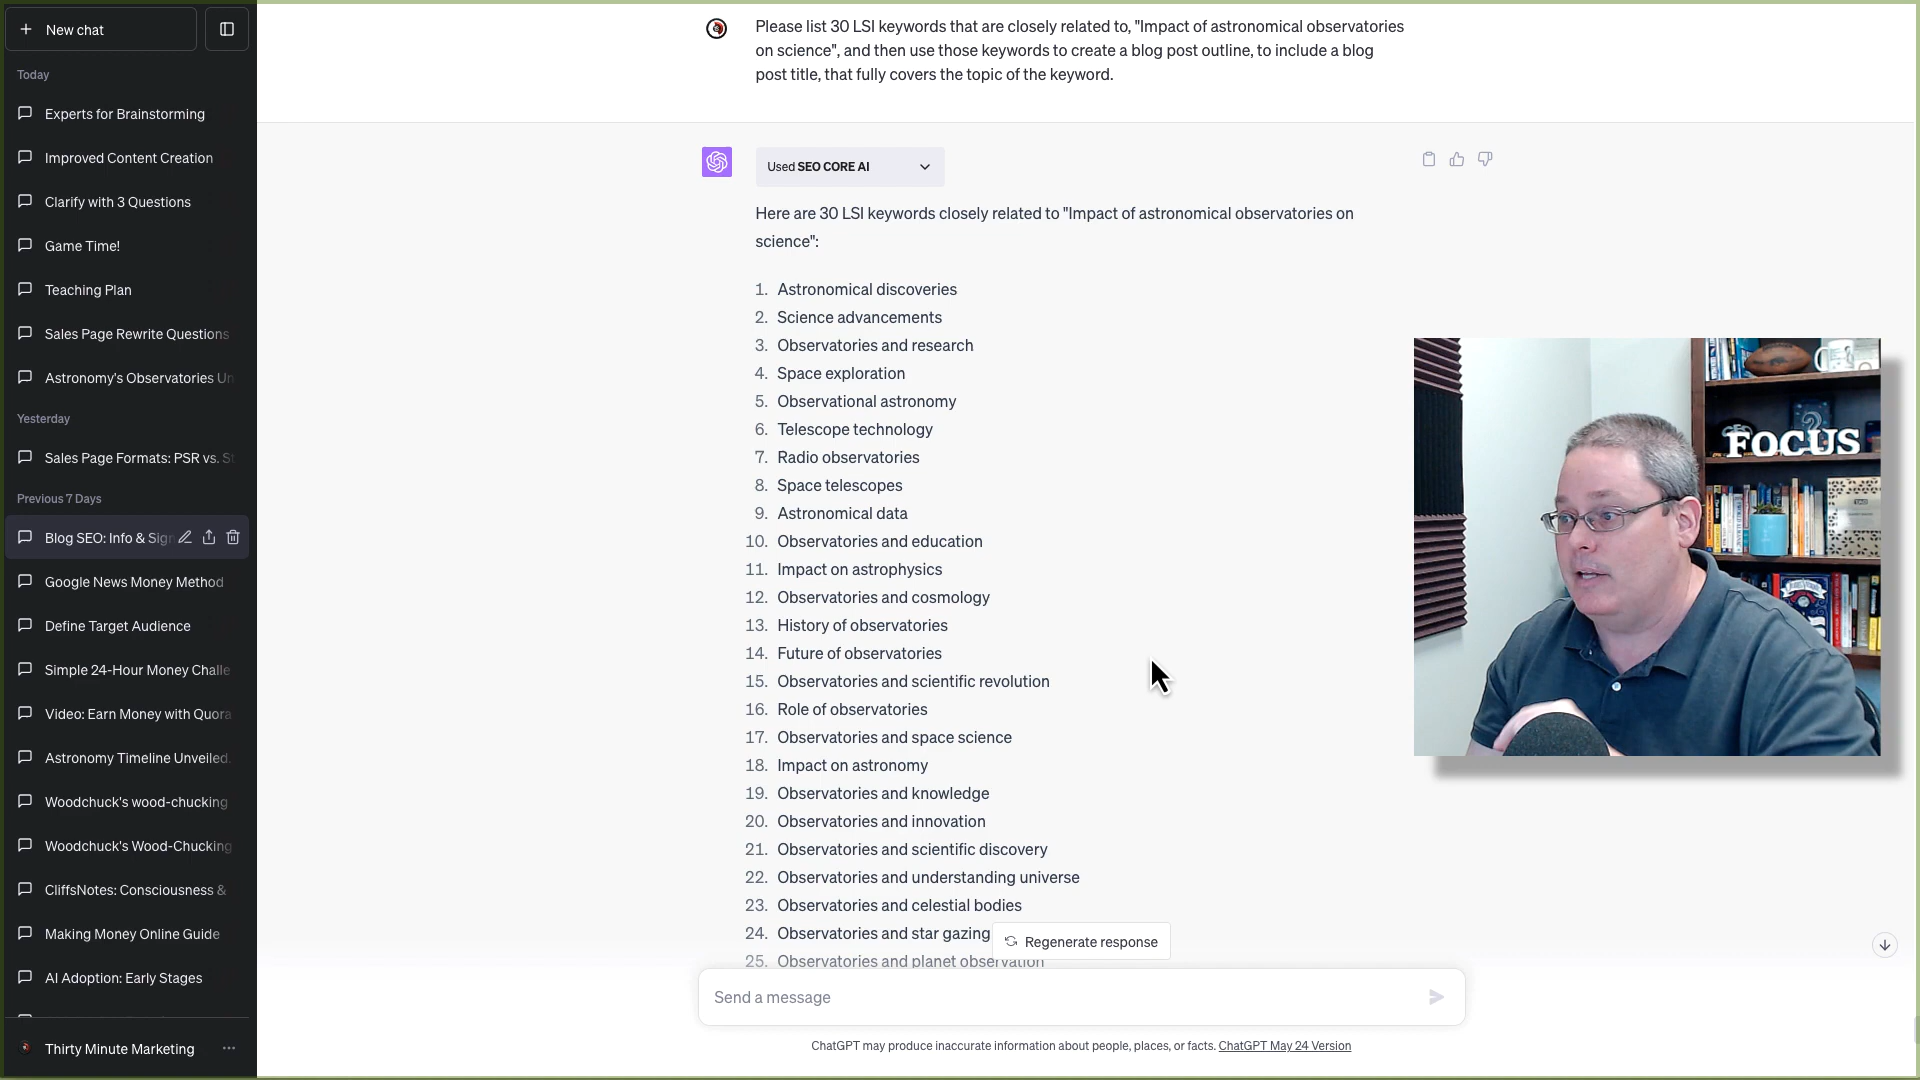 New chat
Today
Experts for Brainstorming
Improved Content Creation
Clarify with 3 Questions
Game Time!
Teaching Plan
Sales Page Rewrite Questions
Astronomy's Observatories Un
Yesterday
Sales Page Formats: PSR vs. St
Previous 7 Days
Blog SEO: Info & Sign
Google News Money Method
Define Target Audience
Simple 24-Hour Money Challe
Video: Earn Money with Quora
Astronomy Timeline Unveiled.
Woodchuck's wood-chucking
Woodchuck's Wood-Chucking
CliffsNotes: Consciousness &
Making Money Online Guide
AI Adoption: Early Stages
Thirty Minute Marketing
Please list 30 LSI keywords that are closely related to, "Impact of astronomical observatories
on science", and then use those keywords to create a blog post outline, to include a blog
post title, that fully covers the topic of the keyword.
Used SEO CORE AI
Here are 30 LSI keywords closely related to "Impact of astronomical observatories on
science":
1. Astronomical discoveries
2. Science advancements
3. Observatories and research
4. Space exploration
5. Observational astronomy
6. Telescope technology
7. Radio observatories
8. Space telescopes
9. Astronomical data
10. Observatories and education
11. Impact on astrophysics
12. Observatories and cosmology
13. History of observatories
14. Future of observatories
15. Observatories and scientific revolution
16. Role of observatories
17. Observatories and space science
18. Impact on astronomy
19. Observatories and knowledge
20. Observatories and innovation
21. Observatories and scientific discovery
22. Observatories and understanding universe
23. Observatories and celestial bodies
24. Observatories and star gazing
25. Observatories and planet observation
Regenerate response
Send a message
ChatGPT may produce inaccurate information about people, places, or facts. ChatGPT May 24 Version
FOCUS